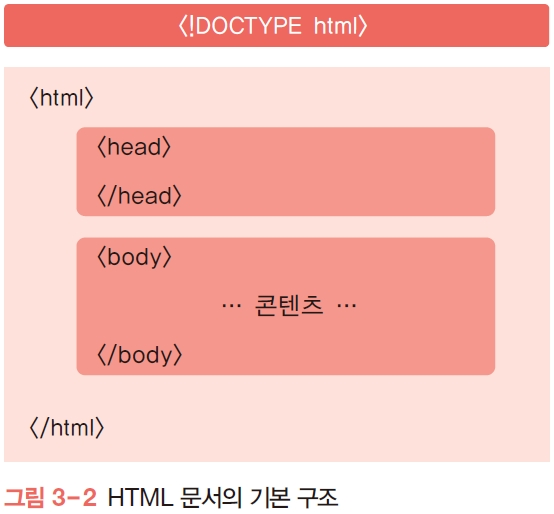 〈!DOCTYPE html〉
〈html〉
〈head〉
〈/head〉
〈body〉
··· 콘텐츠 ···
〈/body〉
〈/html〉
그림 3-2 HTML 문서의 기본 구조